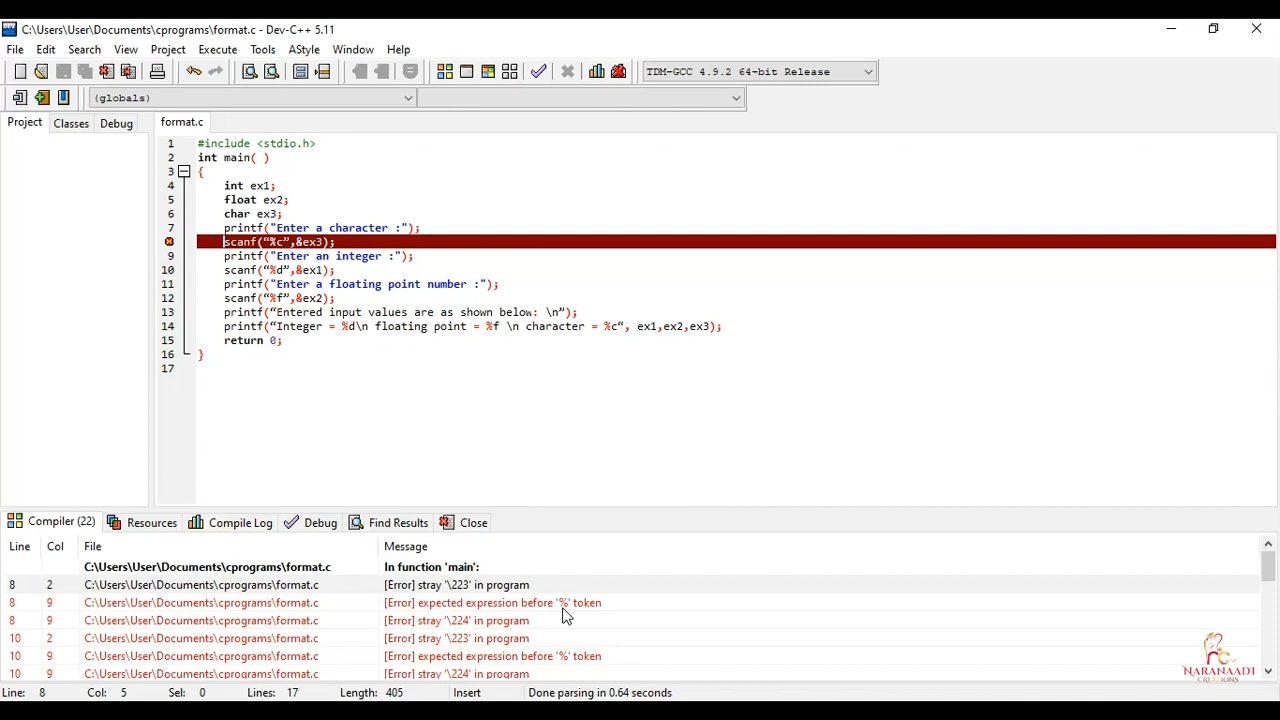 C:\Users\User\Documents\cprograms\format.c - Dev-C++ 5.11
File Edit Search View Project Execute Tools AStyle Window Help
TDM-GCC 4.9.2 64-bit Release
(globals)
Project Classes Debug
format.c
1 #include <stdio.h>
2 int main( )
3 {
4 int ex1;
5 float ex2;
6 char ex3;
7 printf("Enter a character :");
8 scanf(“%c”,&ex3);
9 printf("Enter an integer :");
10 scanf(“%d”,&ex1);
11 printf("Enter a floating point number :");
12 scanf(“%f”,&ex2);
13 printf(“Entered input values are as shown below: \n”);
14 printf(“Integer = %d\n floating point = %f \n character = %c“, ex1,ex2,ex3);
15 return 0;
16 }
17
Compiler (22) Resources Compile Log Debug Find Results Close
Line Col File Message
C:\Users\User\Documents\cprograms\format.c In function 'main':
8 2 C:\Users\User\Documents\cprograms\format.c [Error] stray '\223' in program
8 9 C:\Users\User\Documents\cprograms\format.c [Error] expected expression before '%' token
8 9 C:\Users\User\Documents\cprograms\format.c [Error] stray '\224' in program
10 2 C:\Users\User\Documents\cprograms\format.c [Error] stray '\223' in program
10 9 C:\Users\User\Documents\cprograms\format.c [Error] expected expression before '%' token
10 9 C:\Users\User\Documents\cprograms\format.c [Error] stray '\224' in program
NARANAADI
CREATIONS
Line: 8 Col: 5 Sel: 0 Lines: 17 Length: 405 Insert Done parsing in 0.64 seconds